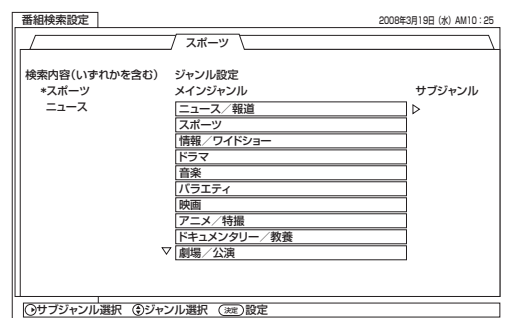 番組検索設定
2008年3月19日 (水) AM10：25
スポーツ
検索内容(いずれかを含む)
*スポーツ
ニュース
ジャンル設定
メインジャンル
サブジャンル
ニュース／報道
スポーツ
情報／ワイドショー
ドラマ
音楽
バラエティ
映画
アニメ／特撮
ドキュメンタリー／教養
劇場／公演
サブジャンル選択 ジャンル選択 決定 設定